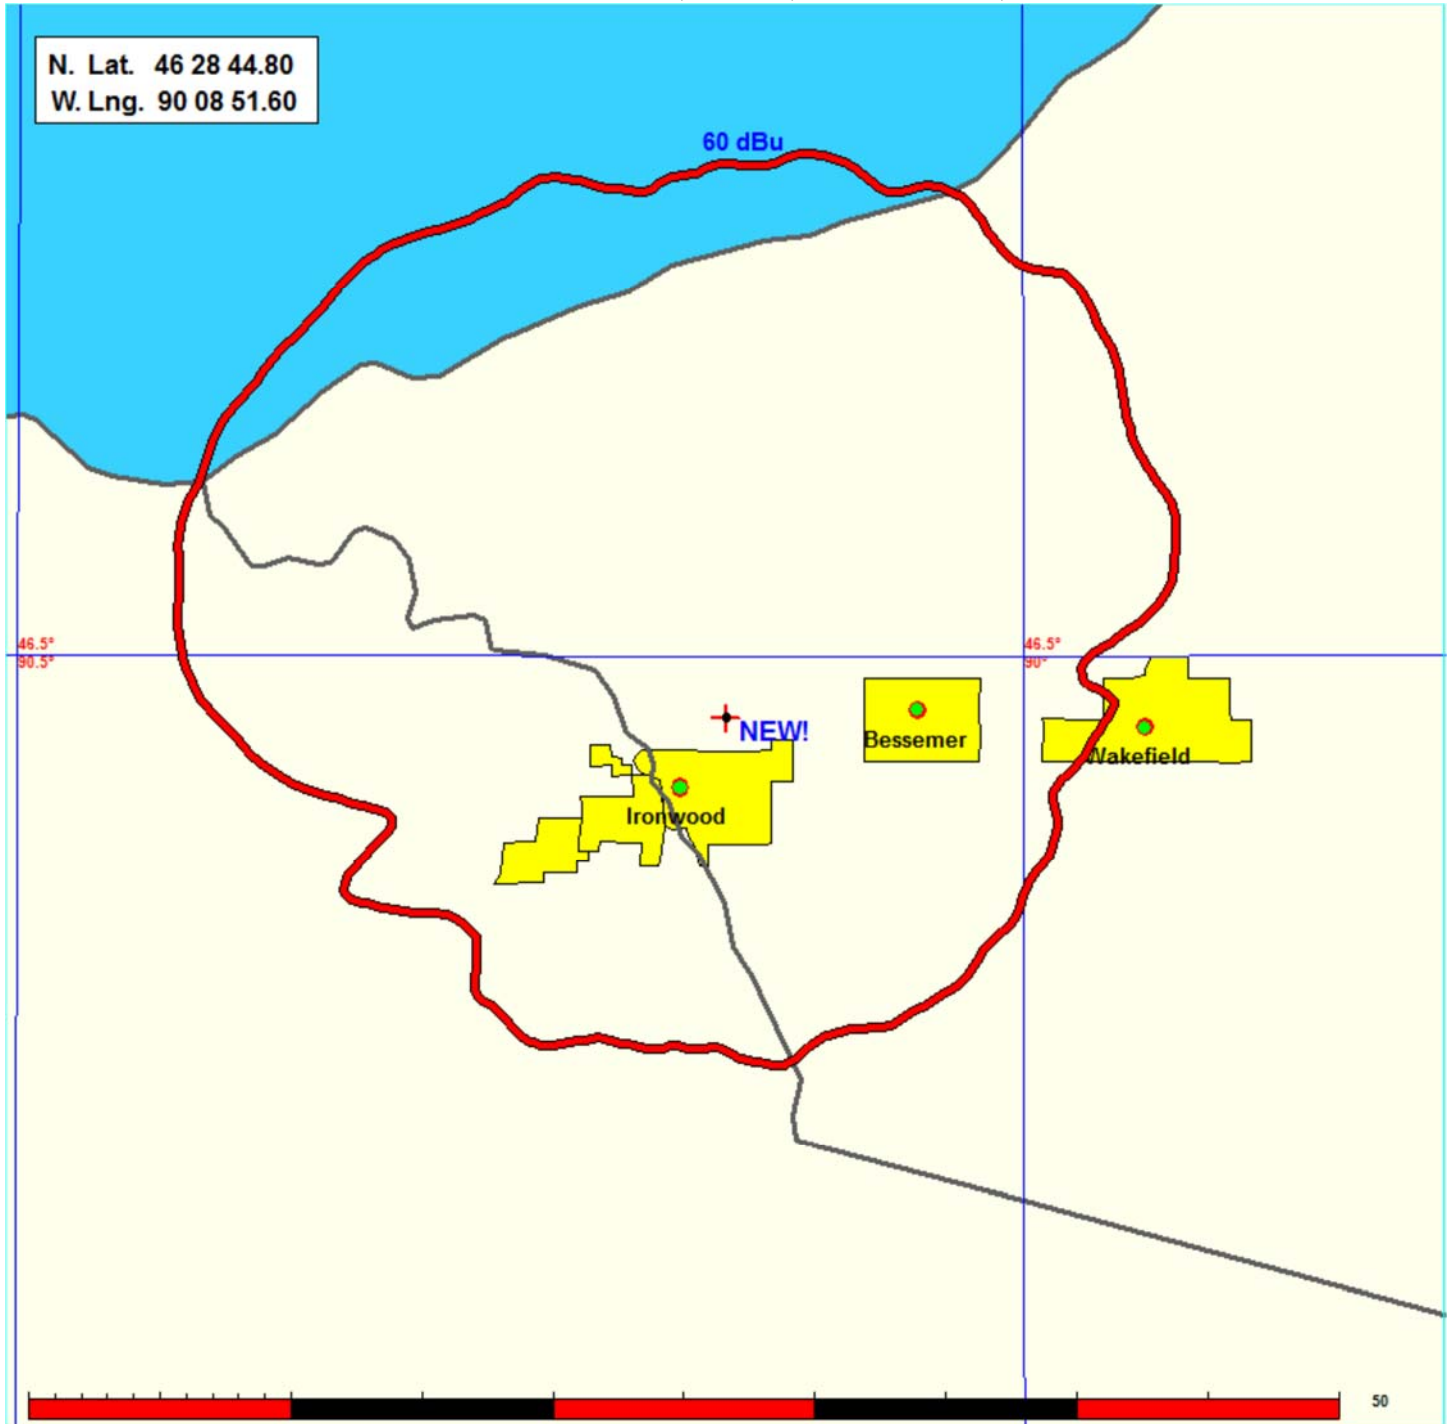 N. Lat. 46 28 44.80
W. Lng. 90 08 51.60
60 dBu
46.5°
90.5°
46.5°
90°
NEW!
Bessemer
Wakefield
Ironwood
50